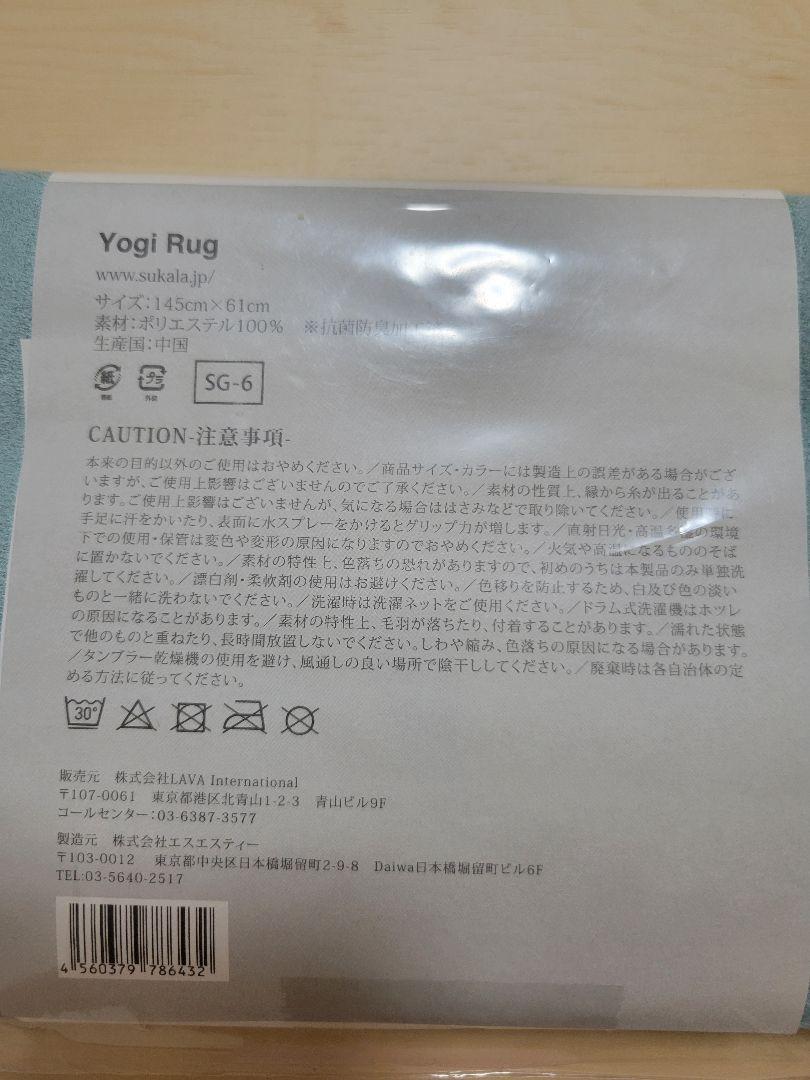 Yogi Rug
www.sukala.jp/
サイズ：145cm×61cm
素材：ポリエステル100%　※抗菌防臭加工
生産国：中国
紙 プラ SG-6
外袋
CAUTION-注意事項-
本来の目的以外のご使用はおやめください。／商品サイズ・カラーには製造上の誤差がある場合がござ
いますが、ご使用上影響はございませんのでご了承ください。／素材の性質上、縁から糸が出ることがあ
ります。ご使用上影響はございませんが、気になる場合ははさみなどで取り除いてください。／使用時に
手足に汗をかいたり、表面に水スプレーをかけるとグリップ力が増します。／直射日光・高温多湿の環境
下での使用・保管は変色や変形の原因になりますのでおやめください。／火気や高温になるもののそば
に置かないでください。／素材の特性上、色落ちの恐れがありますので、初めのうちは本製品のみ単独洗
濯してください。／漂白剤・柔軟剤の使用はお避けください。／色移りを防止するため、白及び色の淡い
ものと一緒に洗わないでください。／洗濯時は洗濯ネットをご使用ください。／ドラム式洗濯機はホツレ
の原因になることがあります。／素材の特性上、毛羽が落ちたり、付着することがあります。／濡れた状態
で他のものと重ねたり、長時間放置しないでください。しわや縮み、色落ちの原因になる場合があります。
／タンブラー乾燥機の使用を避け、風通しの良い場所で陰干ししてください。／廃棄時は各自治体の定
める方法に従ってください。
30°
販売元　株式会社LAVA International
〒107-0061　東京都港区北青山1-2-3　青山ビル9F
コールセンター：03-6387-3577
製造元　株式会社エスエスティー
〒103-0012　東京都中央区日本橋堀留町2-9-8　Daiwa日本橋堀留町ビル6F
TEL:03-5640-2517
4 560379 786432